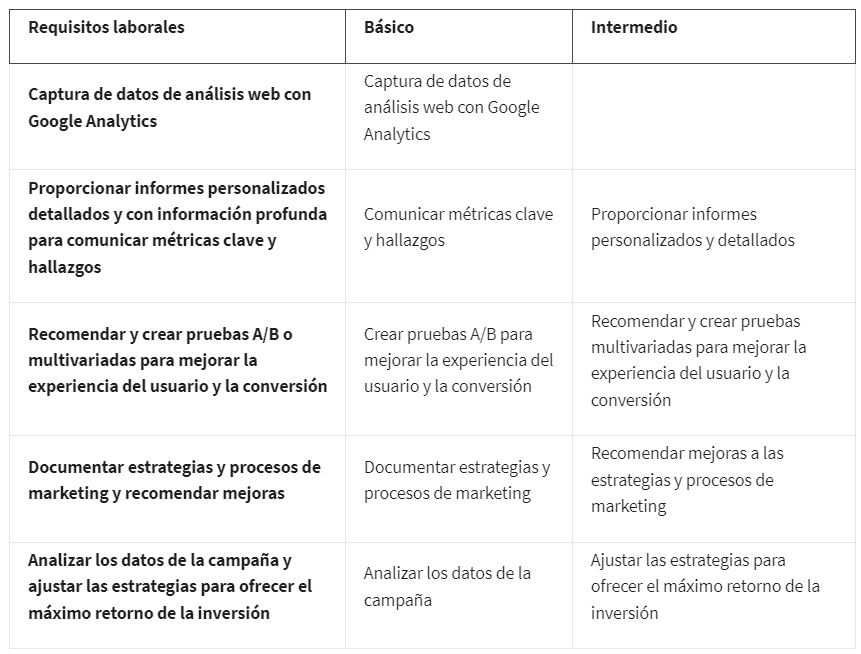 Requisitos laborales
Básico
Intermedio
Captura de datos de análisis web con
Google Analytics
Captura de datos de
análisis web con Google
Analytics
Proporcionar informes personalizados
detallados y con información profunda
para comunicar métricas clave y
hallazgos
Comunicar métricas clave
y hallazgos
Proporcionar informes
personalizados y detallados
Recomendar y crear pruebas A/B o
multivariadas para mejorar la
experiencia del usuario y la conversión
Crear pruebas A/B para
mejorar la experiencia del
usuario y la conversión
Recomendar y crear pruebas
multivariadas para mejorar la
experiencia del usuario y la
conversión
Documentar estrategias y procesos de
marketing y recomendar mejoras
Documentar estrategias y
procesos de marketing
Recomendar mejoras a las
estrategias y procesos de
marketing
Analizar los datos de la campaña y
ajustar las estrategias para ofrecer el
máximo retorno de la inversión
Analizar los datos de la
campaña
Ajustar las estrategias para
ofrecer el máximo retorno de la
inversión